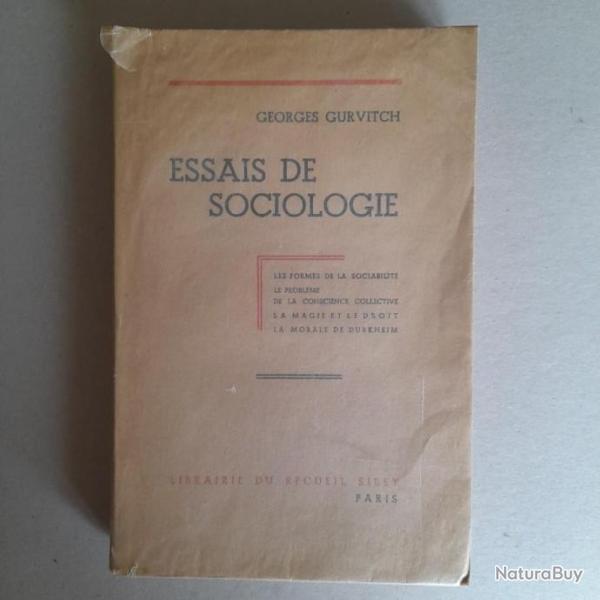 GEORGES GURVITCH
ESSAIS DE
SOCIOLOGIE
LES FORMES DE LA SOCIABILITÉ
LE PROBLÈME
DE LA CONSCIENCE COLLECTIVE
LA MAGIE ET LE DROIT
LA MORALE DE DURKHEIM
LIBRAIRIE DU RECUEIL SIREY
PARIS
NaturaBuy